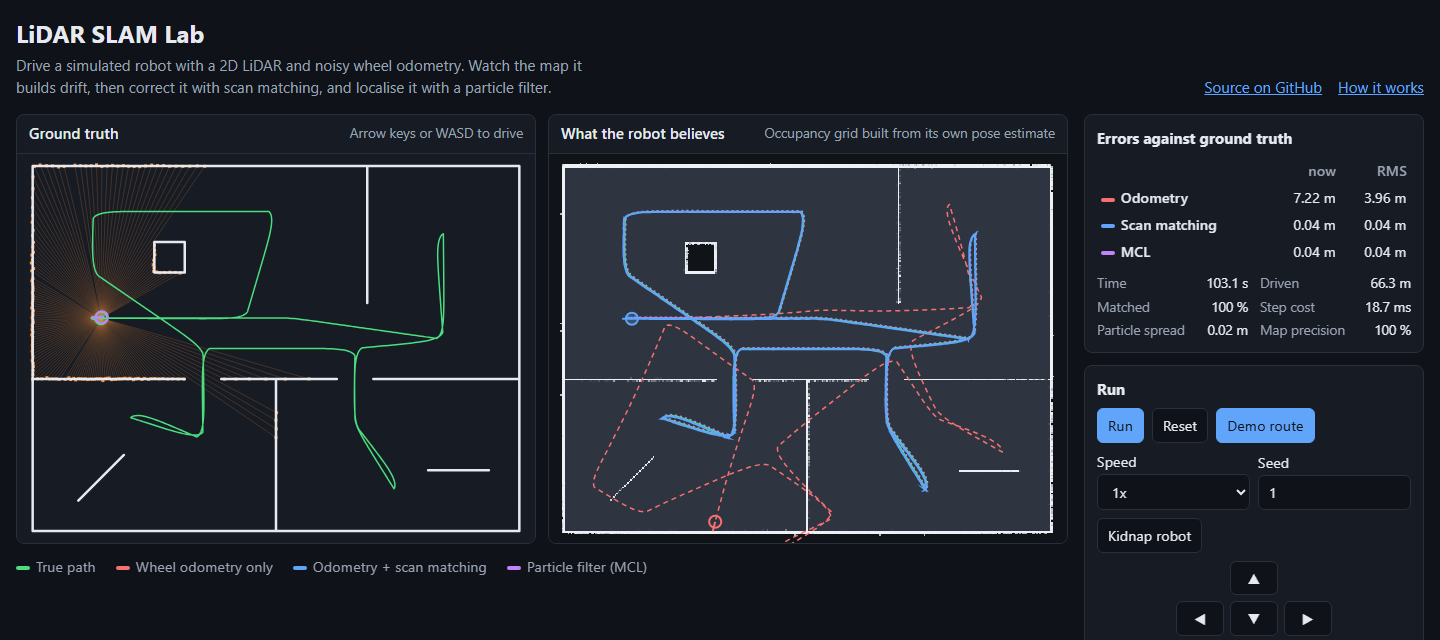 LiDAR SLAM Lab
Drive a simulated robot with a 2D LiDAR and noisy wheel odometry. Watch the map it
builds drift, then correct it with scan matching, and localise it with a particle filter.
Source on GitHub How it works
Ground truth Arrow keys or WASD to drive
What the robot believes Occupancy grid built from its own pose estimate
True path Wheel odometry only Odometry + scan matching Particle filter (MCL)
Errors against ground truth
now RMS
Odometry 7.22 m 3.96 m
Scan matching 0.04 m 0.04 m
MCL 0.04 m 0.04 m
Time 103.1 s Driven 66.3 m
Matched 100 % Step cost 18.7 ms
Particle spread 0.02 m Map precision 100 %
Run
Run Reset Demo route
Speed Seed
1x 1
Kidnap robot
▲
◀ ▼ ▶